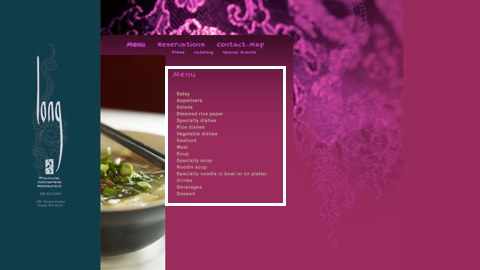 Menu Reservations Contact-Map
Press Catering Special Events
long
Provincial
Vietnamese
Restaurant
Menu
Satay
Appetizers
Salads
Steamed rice paper
Specialty dishes
Rice dishes
Vegetable dishes
Seafood
Meat
Soup
Specialty soup
Noodle soup
Specialty noodle in bowl or on platter
Drinks
Beverages
Dessert